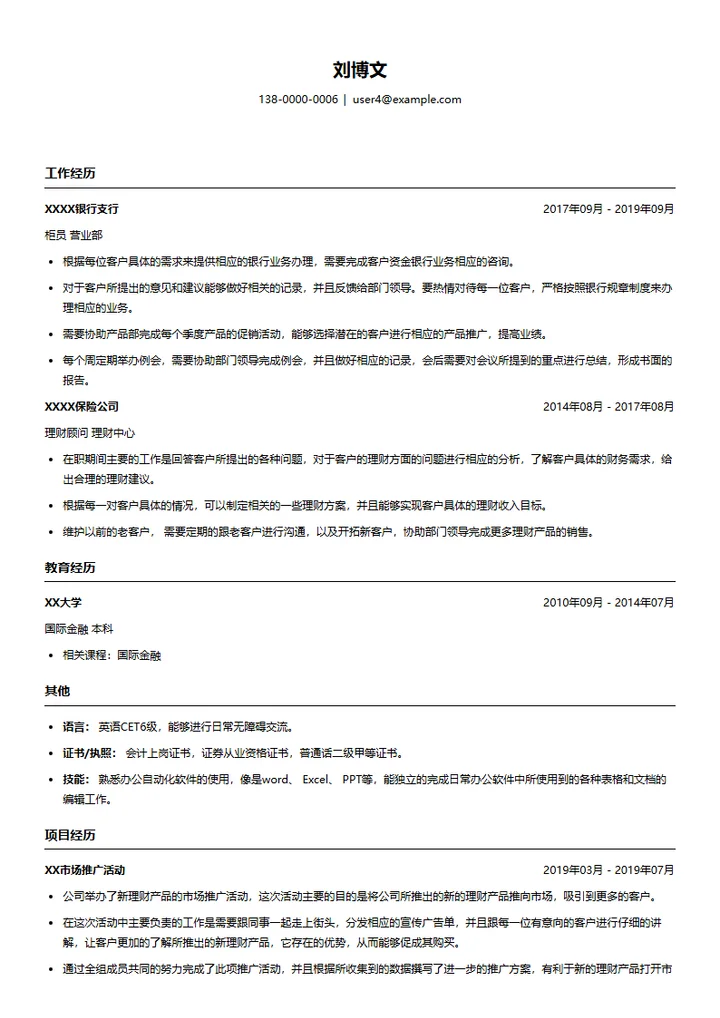 刘博文
138-0000-0006 | user4@example.com
工作经历
XXXX银行支行 2017年09月 - 2019年09月
柜员 营业部
• 根据每位客户具体的需求来提供相应的银行业务办理，需要完成客户资金银行业务相应的咨询。
• 对于客户所提出的意见和建议能够做好相关的记录，并且反馈给部门领导。要热情对待每一位客户，严格按照银行规章制度来办
理相应的业务。
• 需要协助产品部完成每个季度产品的促销活动，能够选择潜在的客户进行相应的产品推广，提高业绩。
• 每个周定期举办例会，需要协助部门领导完成例会，并且做好相应的记录，会后需要对会议所提到的重点进行总结，形成书面的
报告。
XXXX保险公司 2014年08月 - 2017年08月
理财顾问 理财中心
• 在职期间主要的工作是回答客户所提出的各种问题，对于客户的理财方面的问题进行相应的分析，了解客户具体的财务需求，给
出合理的理财建议。
• 根据每一对客户具体的情况，可以制定相关的一些理财方案，并且能够实现客户具体的理财收入目标。
• 维护以前的老客户， 需要定期的跟老客户进行沟通，以及开拓新客户，协助部门领导完成更多理财产品的销售。
教育经历
XX大学 2010年09月 - 2014年07月
国际金融 本科
• 相关课程：国际金融
其他
• 语言： 英语CET6级，能够进行日常无障碍交流。
• 证书/执照： 会计上岗证书，证券从业资格证书，普通话二级甲等证书。
• 技能： 熟悉办公自动化软件的使用，像是word、 Excel、 PPT等，能独立的完成日常办公软件中所使用到的各种表格和文档的
编辑工作。
项目经历
XX市场推广活动 2019年03月 - 2019年07月
• 公司举办了新理财产品的市场推广活动，这次活动主要的目的是将公司所推出的新的理财产品推向市场，吸引到更多的客户。
• 在这次活动中主要负责的工作是需要跟同事一起走上街头，分发相应的宣传广告单，并且跟每一位有意向的客户进行仔细的讲
解，让客户更加的了解所推出的新理财产品，它存在的优势，从而能够促成其购买。
• 通过全组成员共同的努力完成了此项推广活动，并且根据所收集到的数据撰写了进一步的推广方案，有利于新的理财产品打开市